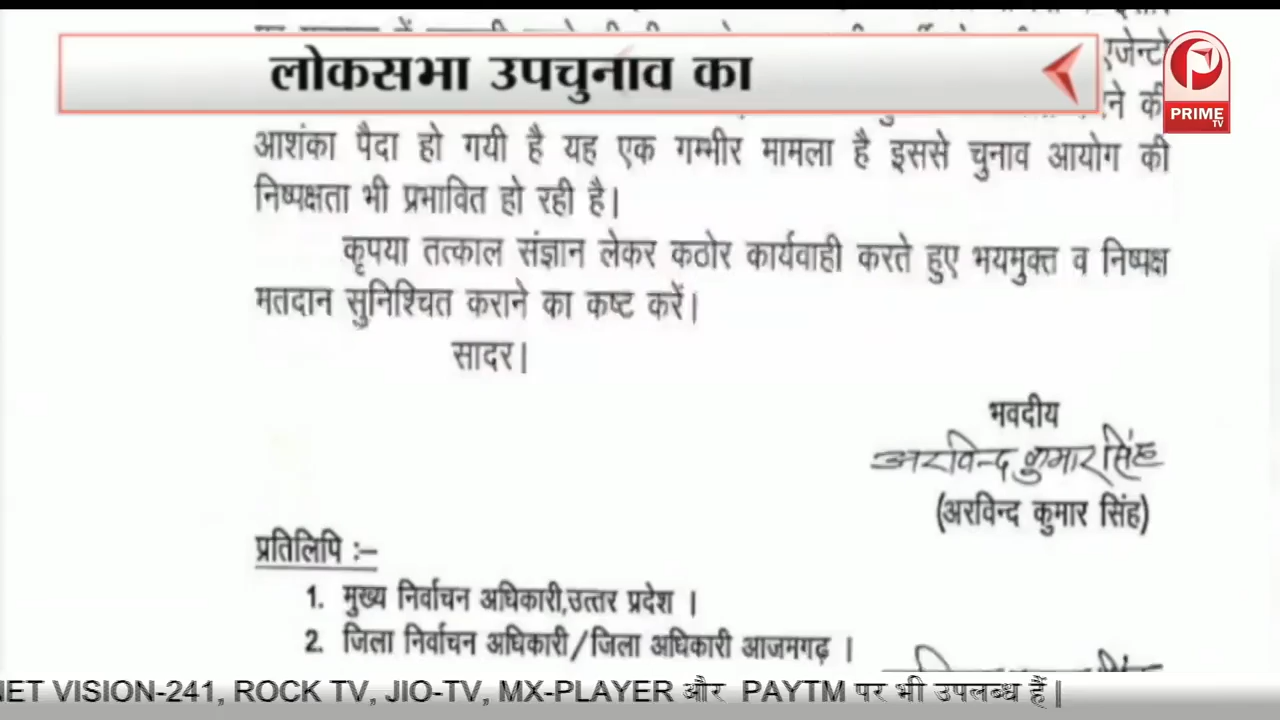 लोकसभा उपचुनाव का
PRIME
TV
ने की
आशंका पैदा हो गयी है यह एक गम्भीर मामला है इससे चुनाव आयोग की
निष्पक्षता भी प्रभावित हो रही है।
कृपया तत्काल संज्ञान लेकर कठोर कार्यवाही करते हुए भयमुक्त व निष्पक्ष
मतदान सुनिश्चित कराने का कष्ट करें।
सादर।
भवदीय
अरविन्द कुमार सिंह
(अरविन्द कुमार सिंह)
प्रतिलिपि :–
1. मुख्य निर्वाचन अधिकारी,उत्तर प्रदेश ।
2. जिला निर्वाचन अधिकारी/जिला अधिकारी आजमगढ़ ।
NET VISION-241, ROCK TV, JIO-TV, MX-PLAYER और PAYTM पर भी उपलब्ध हैं|